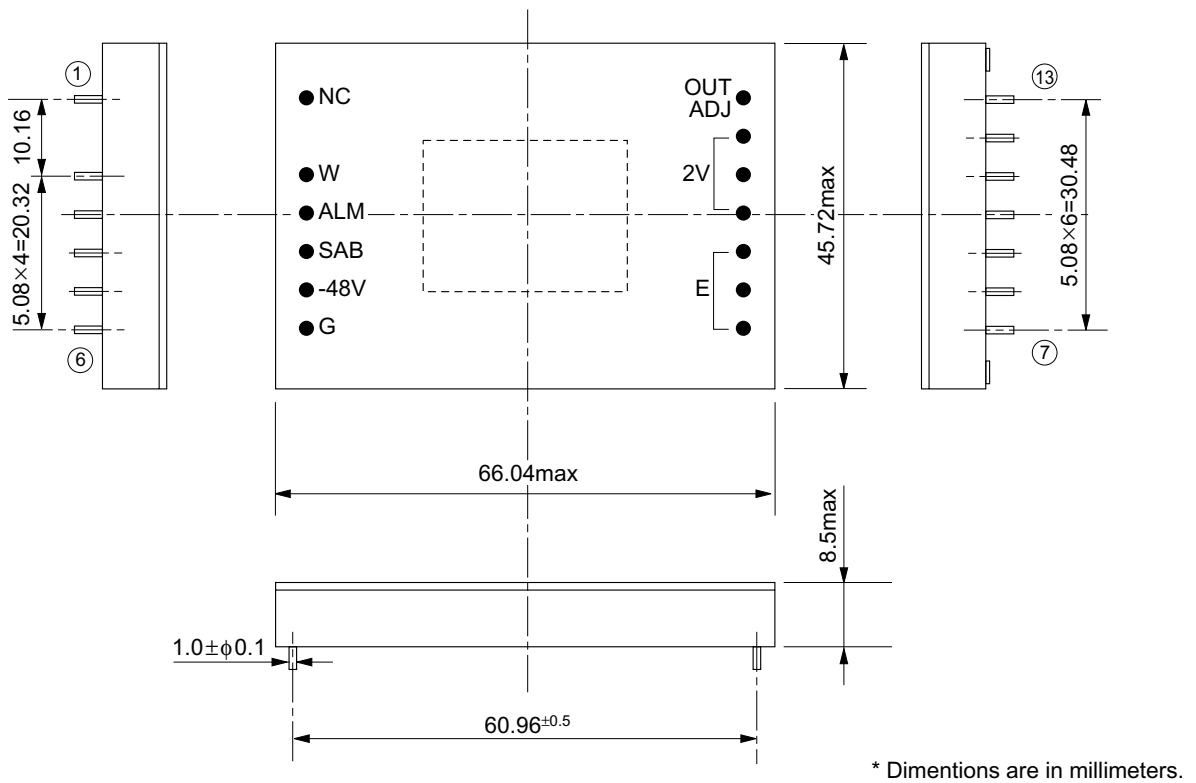 ①
NC
OUT
ADJ
⑬
10.16
W
2V
ALM
45.72max
5.08×6=30.48
5.08×4=20.32
SAB
-48V
E
G
⑥
⑦
66.04max
8.5max
1.0±ϕ0.1
60.96±0.5
* Dimentions are in millimeters.